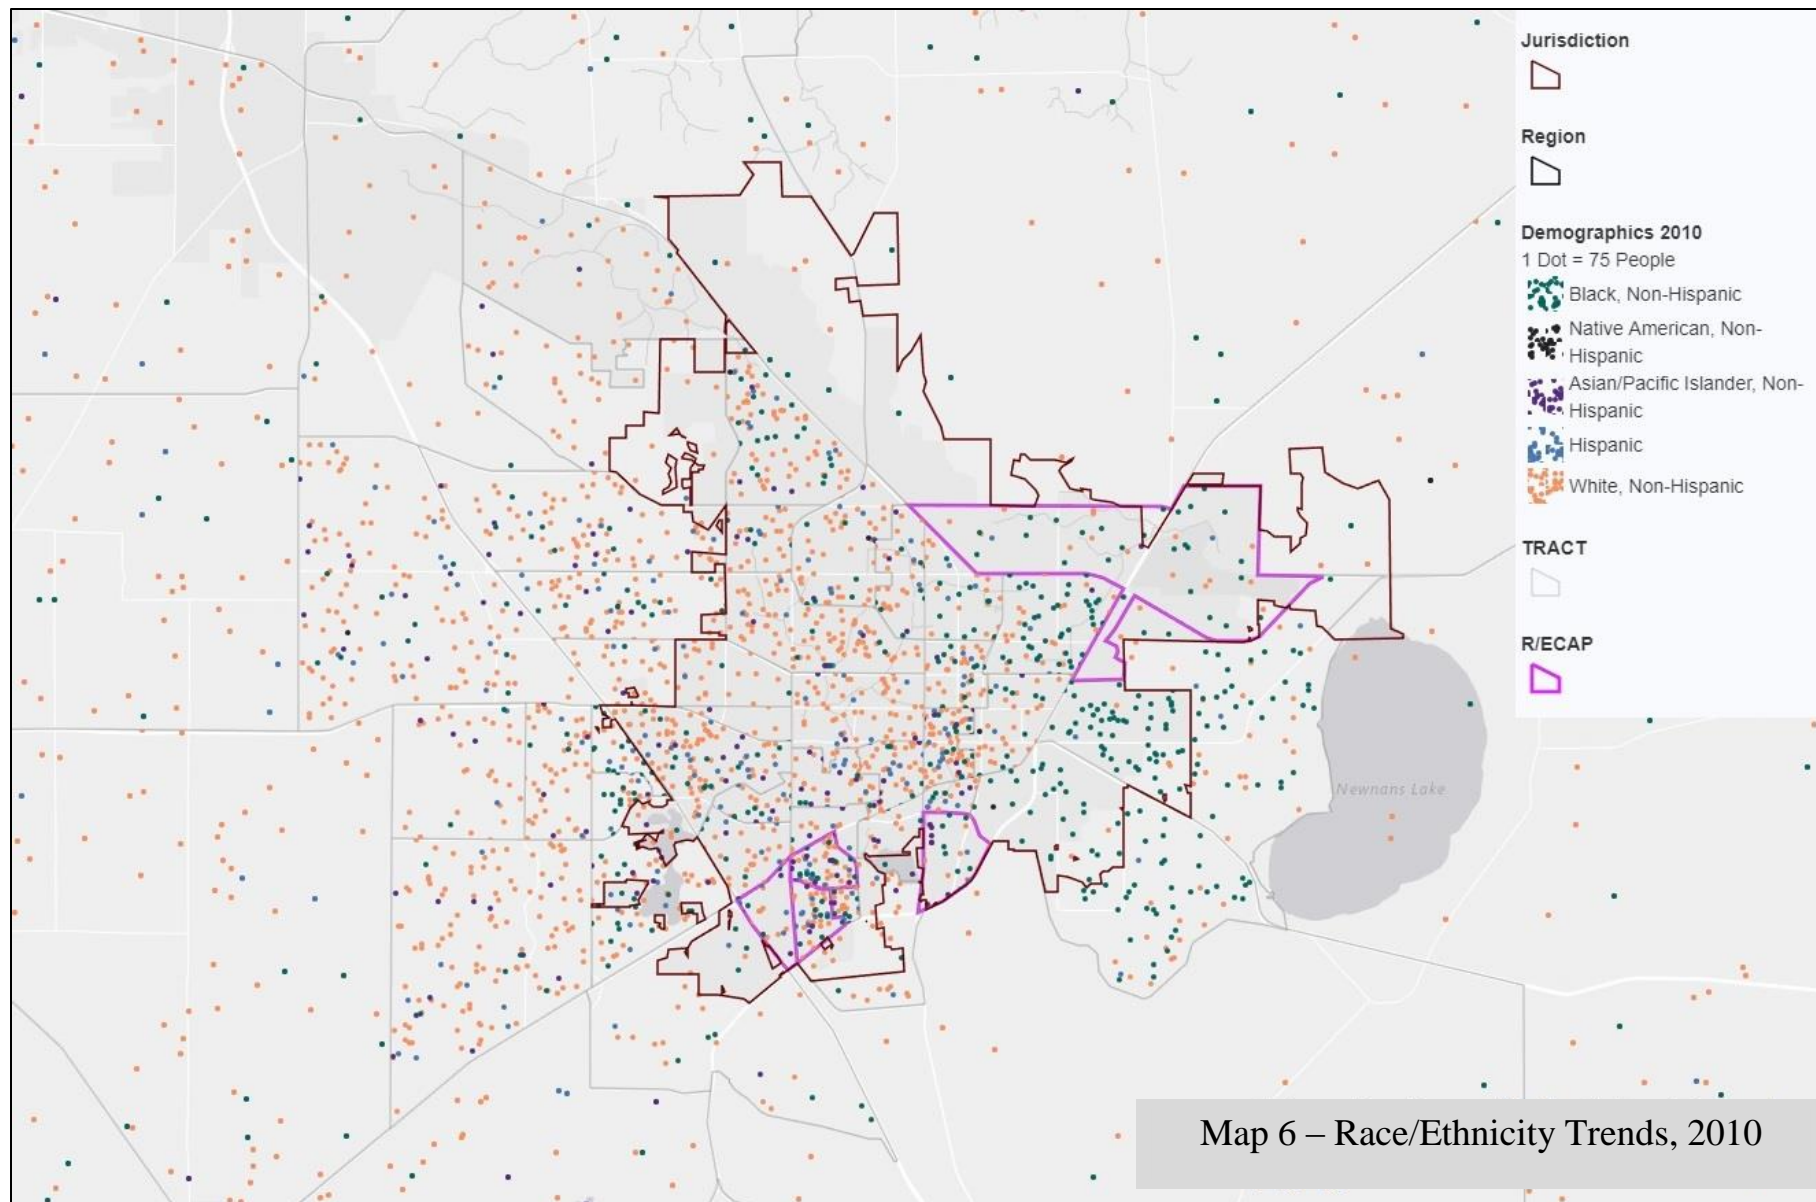 Jurisdiction
Region
Demographics 2010
1 Dot = 75 People
Black, Non-Hispanic
Native American, Non-
Hispanic
Asian/Pacific Islander, Non-
Hispanic
Hispanic
White, Non-Hispanic
TRACT
R/ECAP
Newnans Lake
Map 6 – Race/Ethnicity Trends, 2010